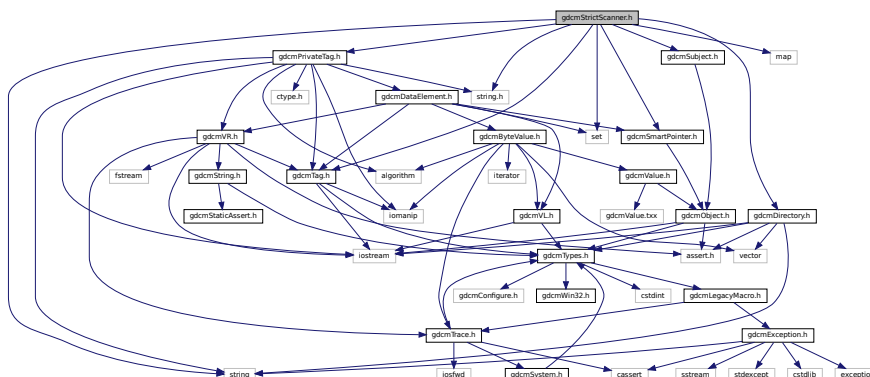 gdcmStrictScanner.h
gdcmPrivateTag.h
gdcmSubject.h
map
ctype.h
gdcmDataElement.h
string.h
gdcmVR.h
gdcmByteValue.h
set
gdcmSmartPointer.h
fstream
gdcmString.h
gdcmTag.h
algorithm
iterator
gdcmValue.h
gdcmStaticAssert.h
iomanip
gdcmVL.h
gdcmValue.txx
gdcmObject.h
gdcmDirectory.h
iostream
gdcmTypes.h
assert.h
vector
gdcmConfigure.h
gdcmWin32.h
cstdint
gdcmLegacyMacro.h
gdcmTrace.h
gdcmException.h
string
iosfwd
gdcmSystem.h
cassert
sstream
stdexcept
cstdlib
exceptio